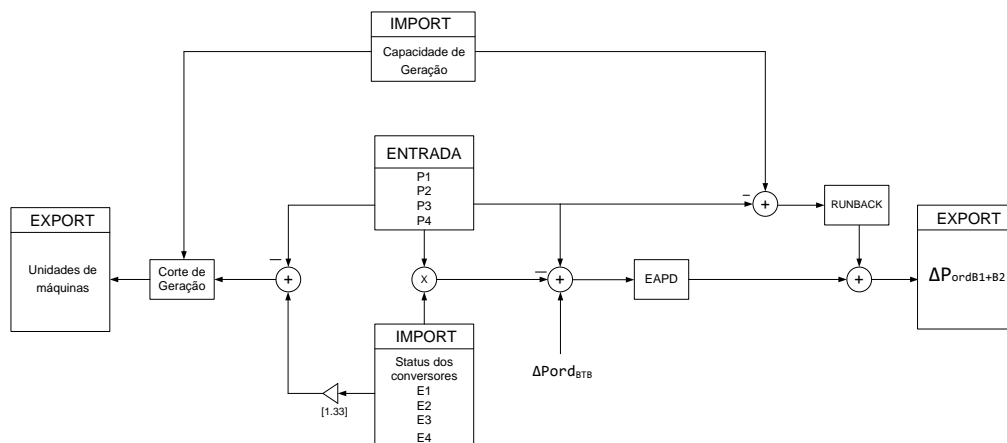 IMPORT
Capacidade de
Geração
ENTRADA
P1
P2
P3
P4
–
RUNBACK
EXPORT
Unidades de
máquinas
Corte de
Geração
–
+
X
–
+
EAPD
+
+
EXPORT
ΔPordB1+B2
IMPORT
Status dos
conversores
E1
E2
E3
E4
[1.33]
ΔPordBTB